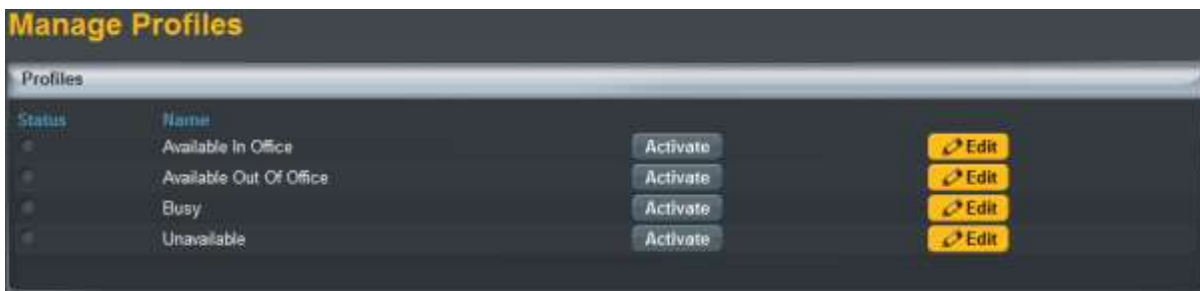 Manage Profiles
Profiles
Status Name
Available In Office Activate Edit
Available Out Of Office Activate Edit
Busy Activate Edit
Unavailable Activate Edit